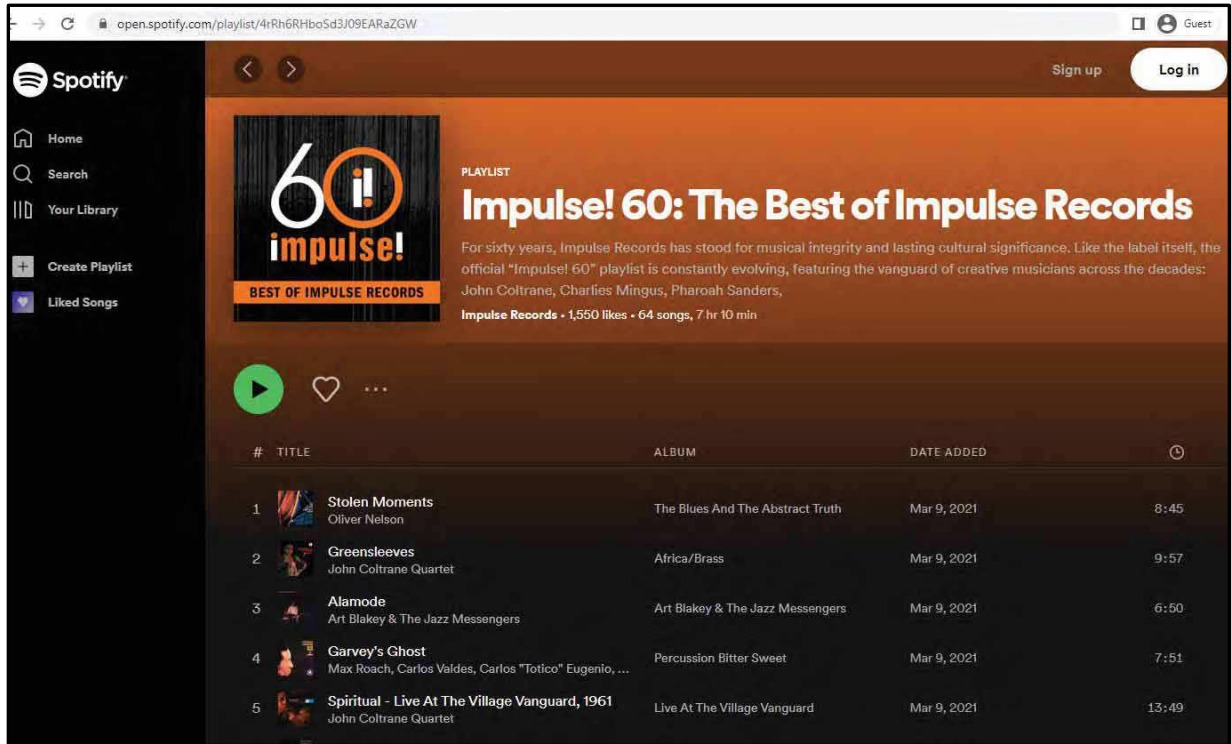 open.spotify.com/playlist/4rRh6RHboSd3J09EARaZGW
Guest
Spotify
Sign up
Log in
Home
Search
Your Library
Create Playlist
Liked Songs
60 i!
impulse!
BEST OF IMPULSE RECORDS
PLAYLIST
Impulse! 60: The Best of Impulse Records
For sixty years, Impulse Records has stood for musical integrity and lasting cultural significance. Like the label itself, the
official “Impulse! 60” playlist is constantly evolving, featuring the vanguard of creative musicians across the decades:
John Coltrane, Charlies Mingus, Pharoah Sanders,
Impulse Records • 1,550 likes • 64 songs, 7 hr 10 min
# TITLE ALBUM DATE ADDED
1 Stolen Moments The Blues And The Abstract Truth Mar 9, 2021 8:45
Oliver Nelson
2 Greensleeves Africa/Brass Mar 9, 2021 9:57
John Coltrane Quartet
3 Alamode Art Blakey & The Jazz Messengers Mar 9, 2021 6:50
Art Blakey & The Jazz Messengers
4 Garvey's Ghost Percussion Bitter Sweet Mar 9, 2021 7:51
Max Roach, Carlos Valdes, Carlos "Totico" Eugenio, ...
5 Spiritual - Live At The Village Vanguard, 1961 Live At The Village Vanguard Mar 9, 2021 13:49
John Coltrane Quartet